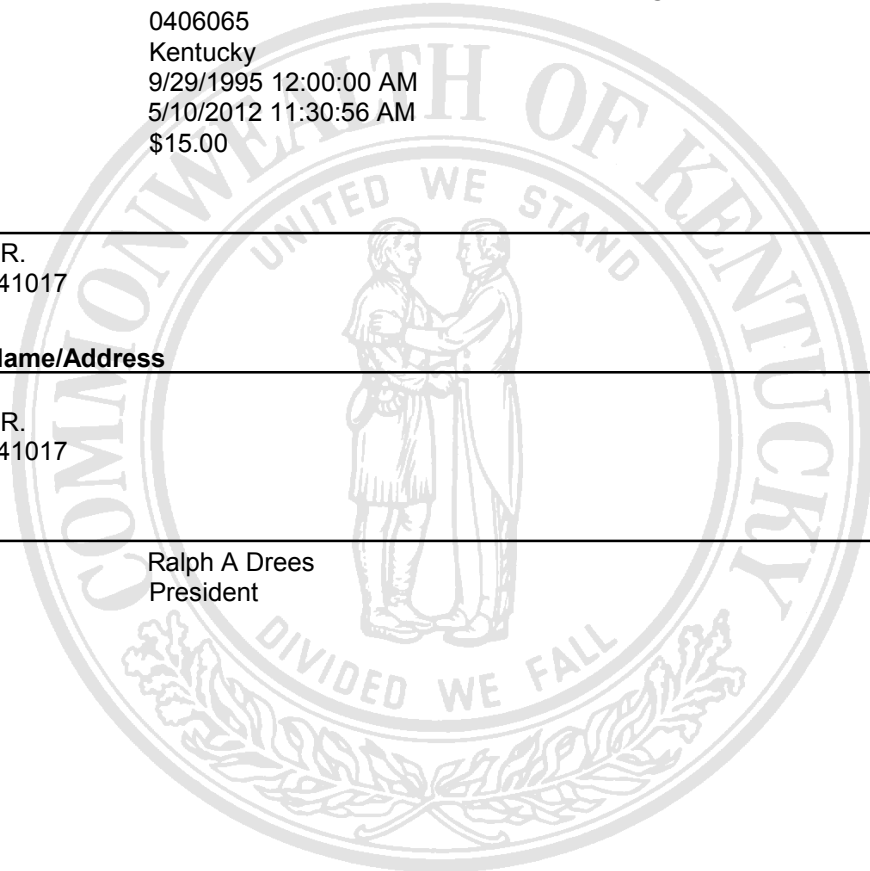 0406065
Kentucky
9/29/1995 12:00:00 AM
5/10/2012 11:30:56 AM
$15.00
R.
41017
ame/Address
R.
41017
Ralph A Drees
President
COMMONWEALTH OF KENTUCKY
UNITED WE STAND
DIVIDED WE FALL